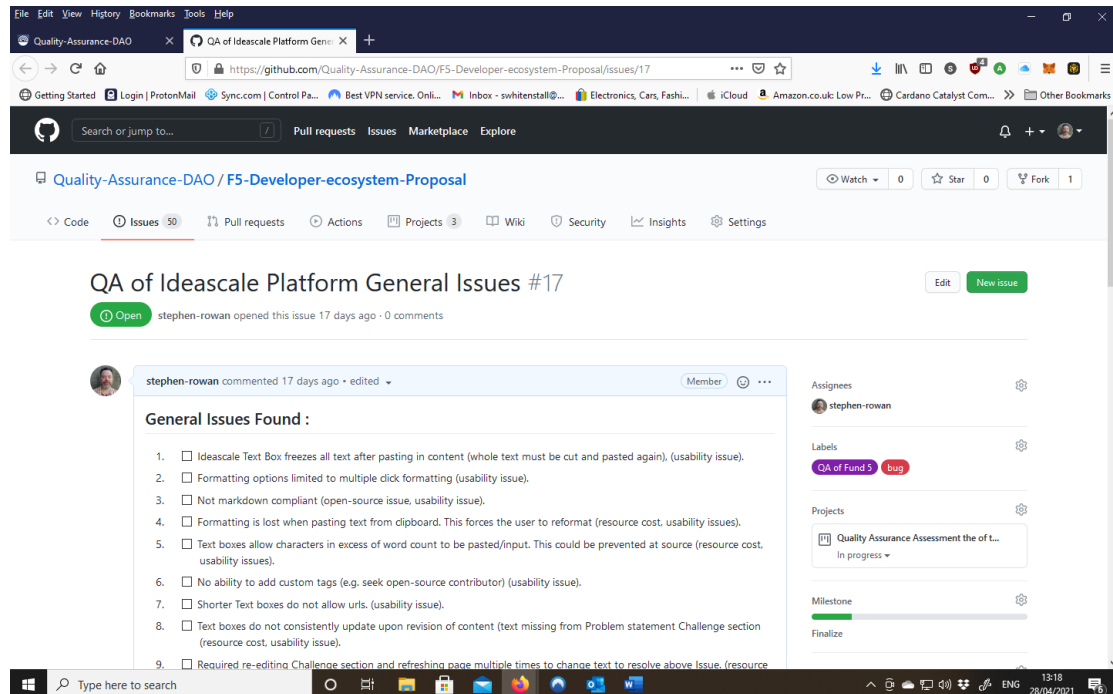 File Edit View History Bookmarks Tools Help
Quality-Assurance-DAO
QA of Ideascale Platform Gener
https://github.com/Quality-Assurance-DAO/F5-Developer-ecosystem-Proposal/issues/17
Getting Started Login | ProtonMail Sync.com | Control Pa... Best VPN service. Onli... Inbox - swhitenstall@... Electronics, Cars, Fashi... iCloud Amazon.co.uk: Low Pr... Cardano Catalyst Com... Other Bookmarks
Search or jump to... / Pull requests Issues Marketplace Explore
Quality-Assurance-DAO / F5-Developer-ecosystem-Proposal
Watch 0 Star 0 Fork 1
Code Issues 50 Pull requests Actions Projects 3 Wiki Security Insights Settings
QA of Ideascale Platform General Issues #17
Edit New issue
Open stephen-rowan opened this issue 17 days ago · 0 comments
stephen-rowan commented 17 days ago • edited
Member
General Issues Found :
1. Ideascale Text Box freezes all text after pasting in content (whole text must be cut and pasted again), (usability issue).
2. Formatting options limited to multiple click formatting (usability issue).
3. Not markdown compliant (open-source issue, usability issue).
4. Formatting is lost when pasting text from clipboard. This forces the user to reformat (resource cost, usability issues).
5. Text boxes allow characters in excess of word count to be pasted/input. This could be prevented at source (resource cost,
usability issues).
6. No ability to add custom tags (e.g. seek open-source contributor) (usability issue).
7. Shorter Text boxes do not allow urls. (usability issue).
8. Text boxes do not consistently update upon revision of content (text missing from Problem statement Challenge section
(resource cost, usability issue).
9. Required re-editing Challenge section and refreshing page multiple times to change text to resolve above Issue. (resource
Assignees
stephen-rowan
Labels
QA of Fund 5 bug
Projects
Quality Assurance Assessment the of t...
In progress
Milestone
Finalize
Type here to search
ENG
13:18
28/04/2021